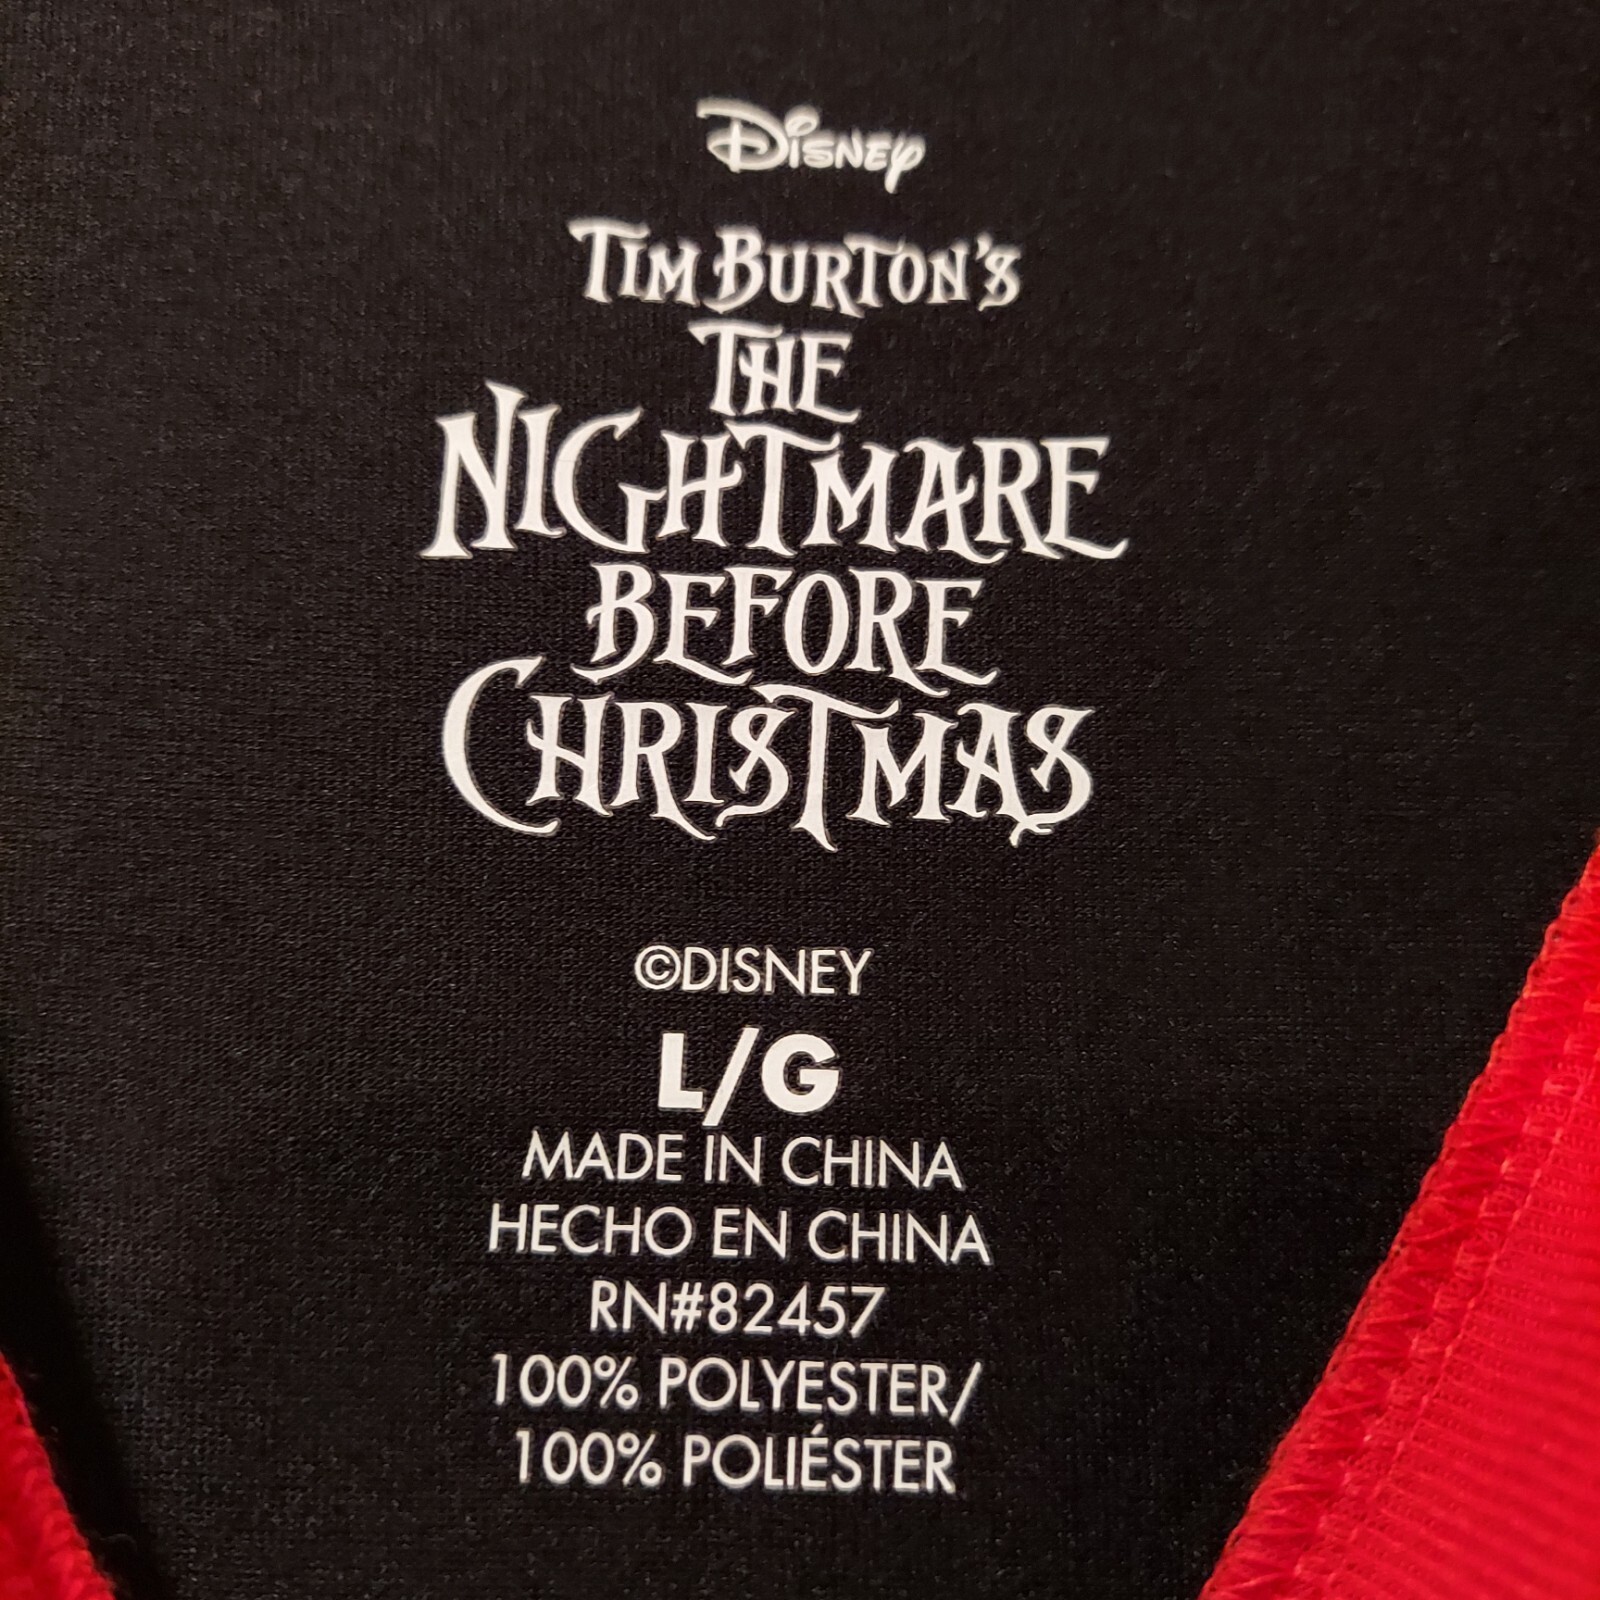 Disney
TIM BURTON'S
THE
NIGHTMARE
BEFORE
CHRISTMAS
©DISNEY
L/G
MADE IN CHINA
HECHO EN CHINA
RN#82457
100% POLYESTER/
100% POLIÉSTER